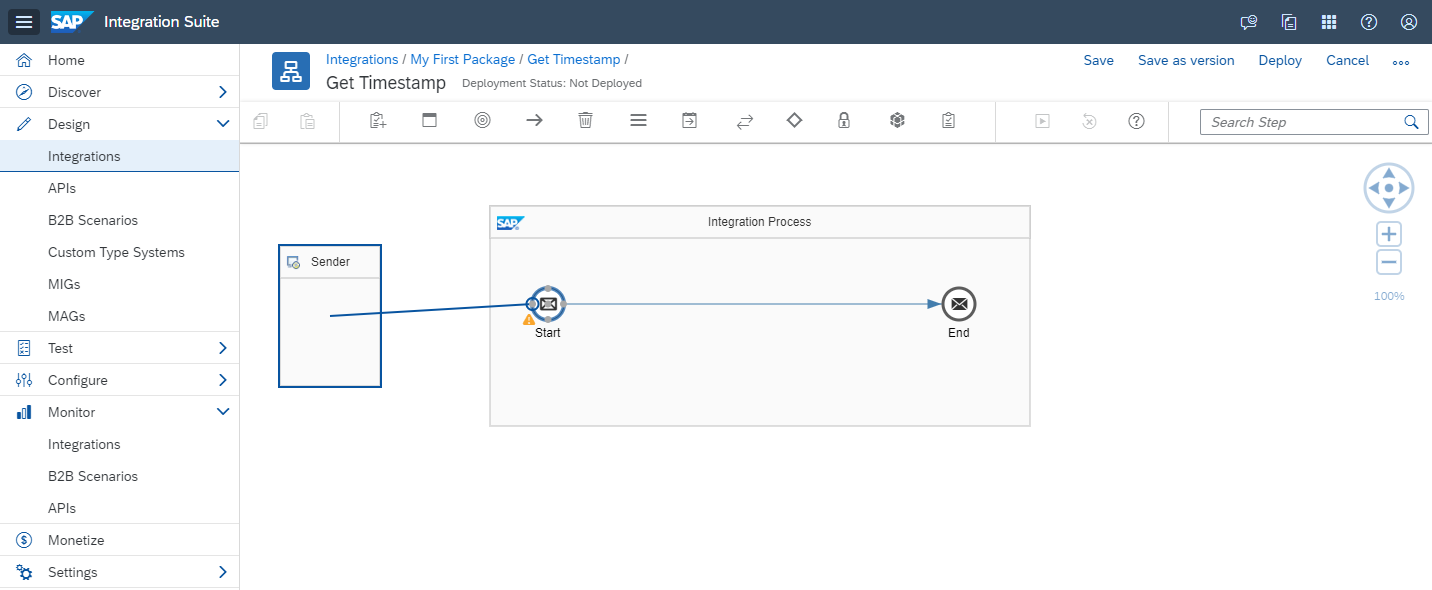 SAP Integration Suite
Home
Discover
Design
Integrations
APIs
B2B Scenarios
Custom Type Systems
MIGs
MAGs
Test
Configure
Monitor
Integrations
B2B Scenarios
APIs
Monetize
Settings
Integrations / My First Package / Get Timestamp /
Get Timestamp Deployment Status: Not Deployed
Save Save as version Deploy Cancel
Search Step
SAP Integration Process
Sender
Start
End
100%